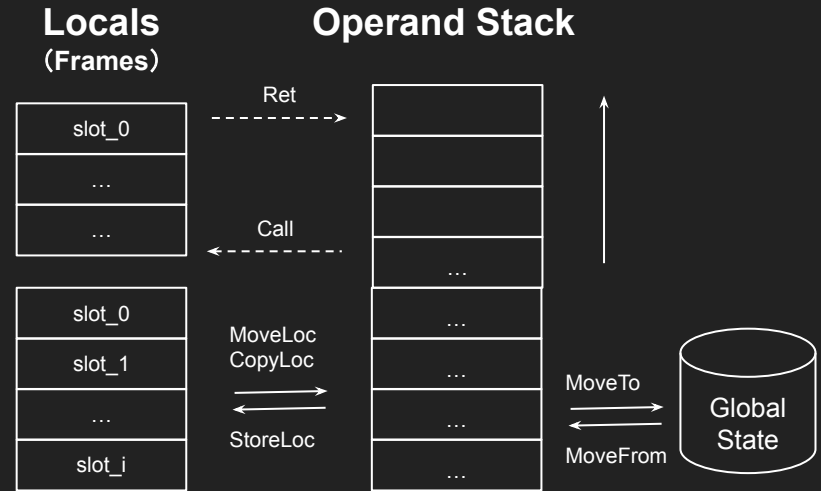 Locals
（Frames）
Operand Stack
slot_0
…
…
Ret
Call
…
slot_0
slot_1
…
slot_i
MoveLoc
CopyLoc
StoreLoc
…
…
…
…
MoveTo
MoveFrom
Global
State